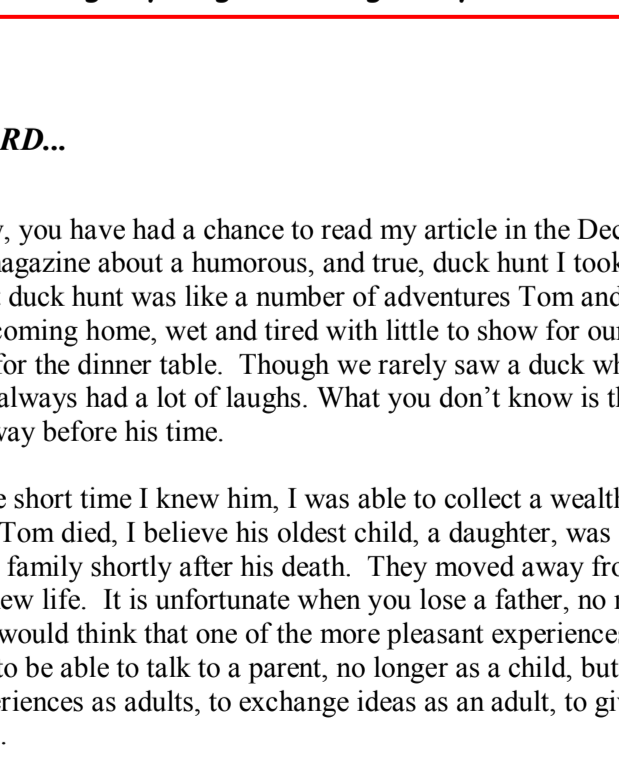 RD...
, you have had a chance to read my article in the Dec
agazine about a humorous, and true, duck hunt I took
duck hunt was like a number of adventures Tom and
coming home, wet and tired with little to show for our
for the dinner table. Though we rarely saw a duck wh
always had a lot of laughs. What you don’t know is th
way before his time.
short time I knew him, I was able to collect a wealth
Tom died, I believe his oldest child, a daughter, was
family shortly after his death. They moved away fro
ew life. It is unfortunate when you lose a father, no
would think that one of the more pleasant experiences
to be able to talk to a parent, no longer as a child, but
eriences as adults, to exchange ideas as an adult, to gi
.